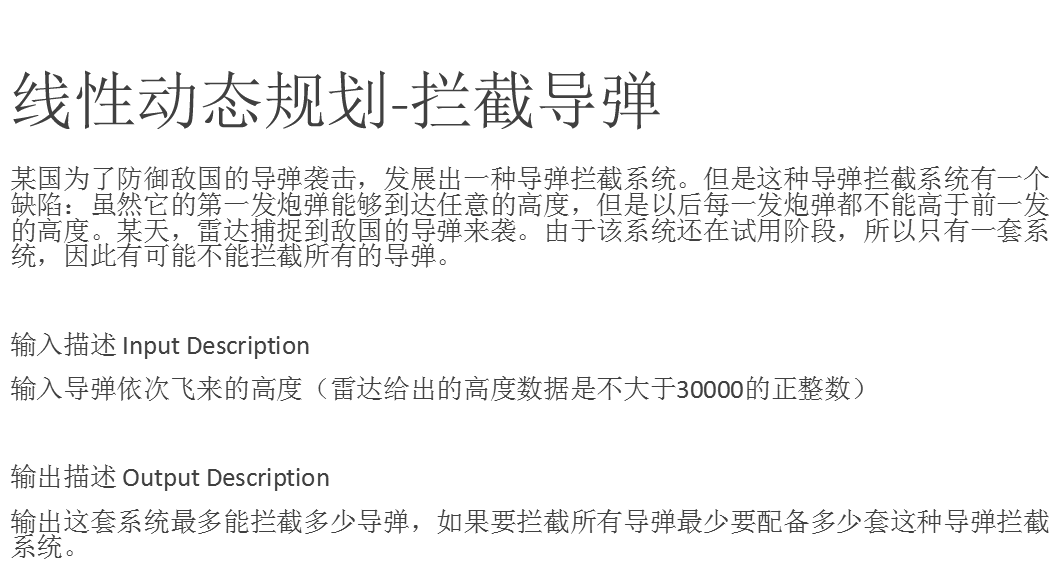 线性动态规划-拦截导弹
某国为了防御敌国的导弹袭击，发展出一种导弹拦截系统。但是这种导弹拦截系统有一个
缺陷：虽然它的第一发炮弹能够到达任意的高度，但是以后每一发炮弹都不能高于前一发
的高度。某天，雷达捕捉到敌国的导弹来袭。由于该系统还在试用阶段，所以只有一套系
统，因此有可能不能拦截所有的导弹。
输入描述 Input Description
输入导弹依次飞来的高度（雷达给出的高度数据是不大于30000的正整数）
输出描述 Output Description
输出这套系统最多能拦截多少导弹，如果要拦截所有导弹最少要配备多少套这种导弹拦截
系统。